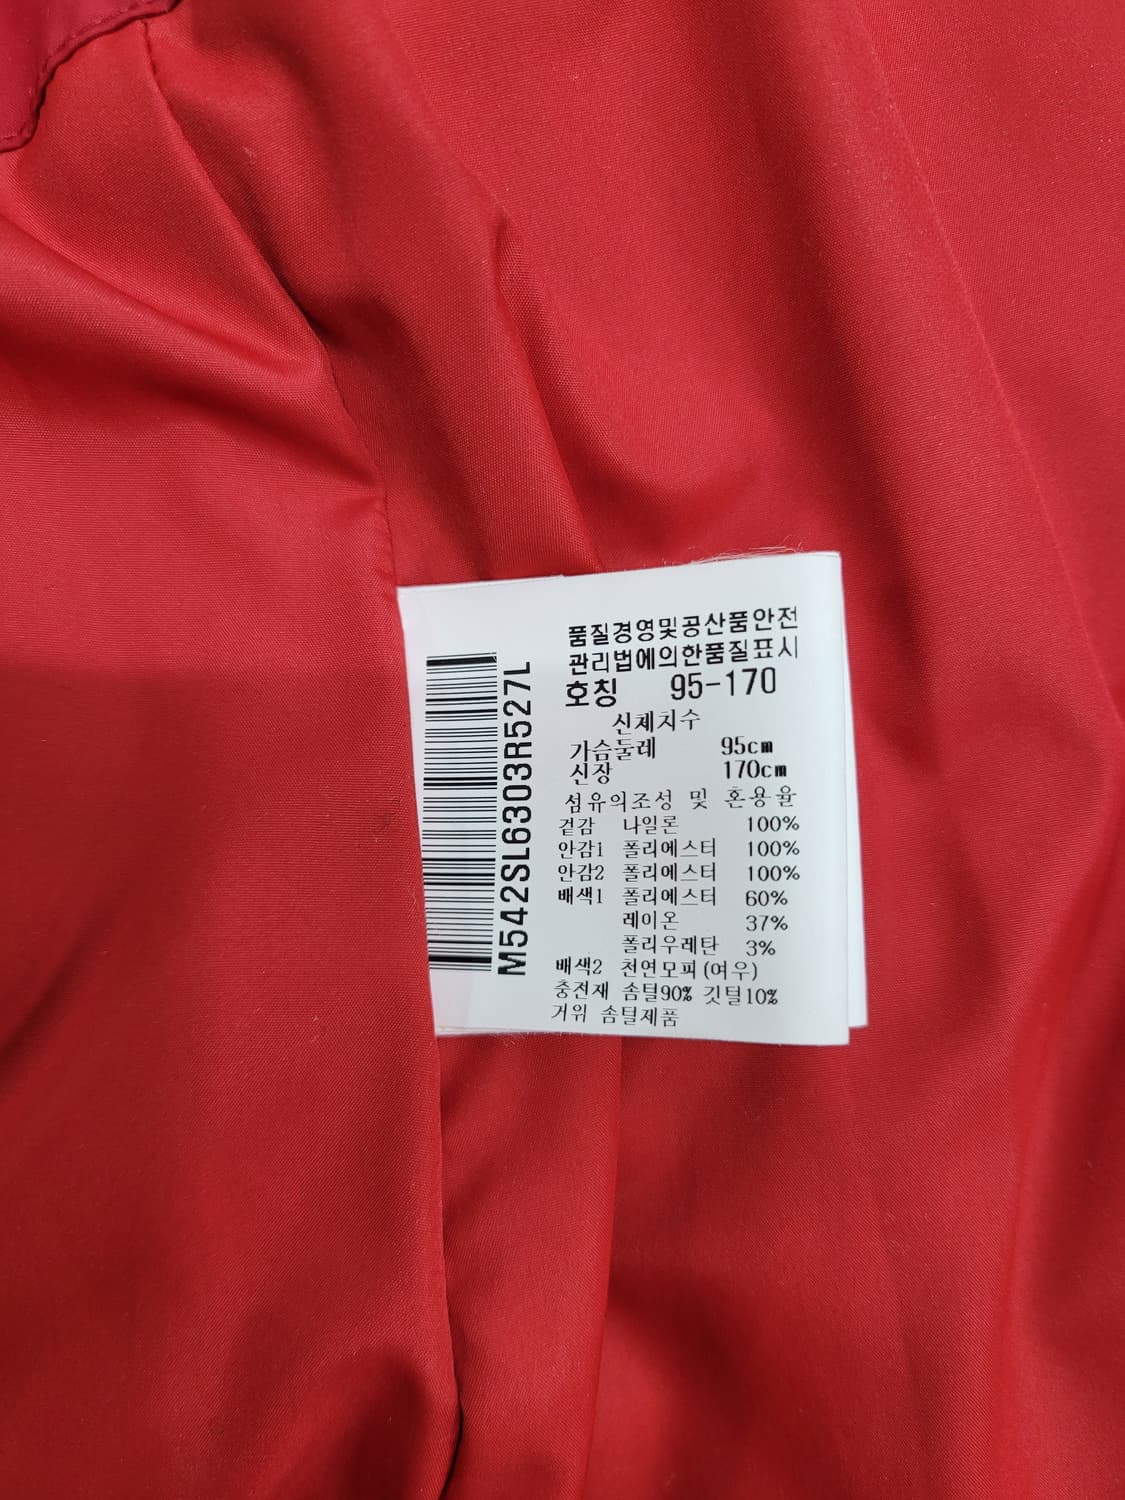 M542SL6303R527L
품질경영및공산품안전
관리법에의한품질표시
호칭 95-170
신체치수
가슴둘레 95cm
신장 170cm
섬유의조성 및 혼용율
겉감 나일론 100%
안감1 폴리에스터 100%
안감2 폴리에스터 100%
배색1 폴리에스터 60%
레이온 37%
폴리우레탄 3%
배색2 천연모피(여우)
충전재 솜털90% 깃털10%
거위 솜털제품